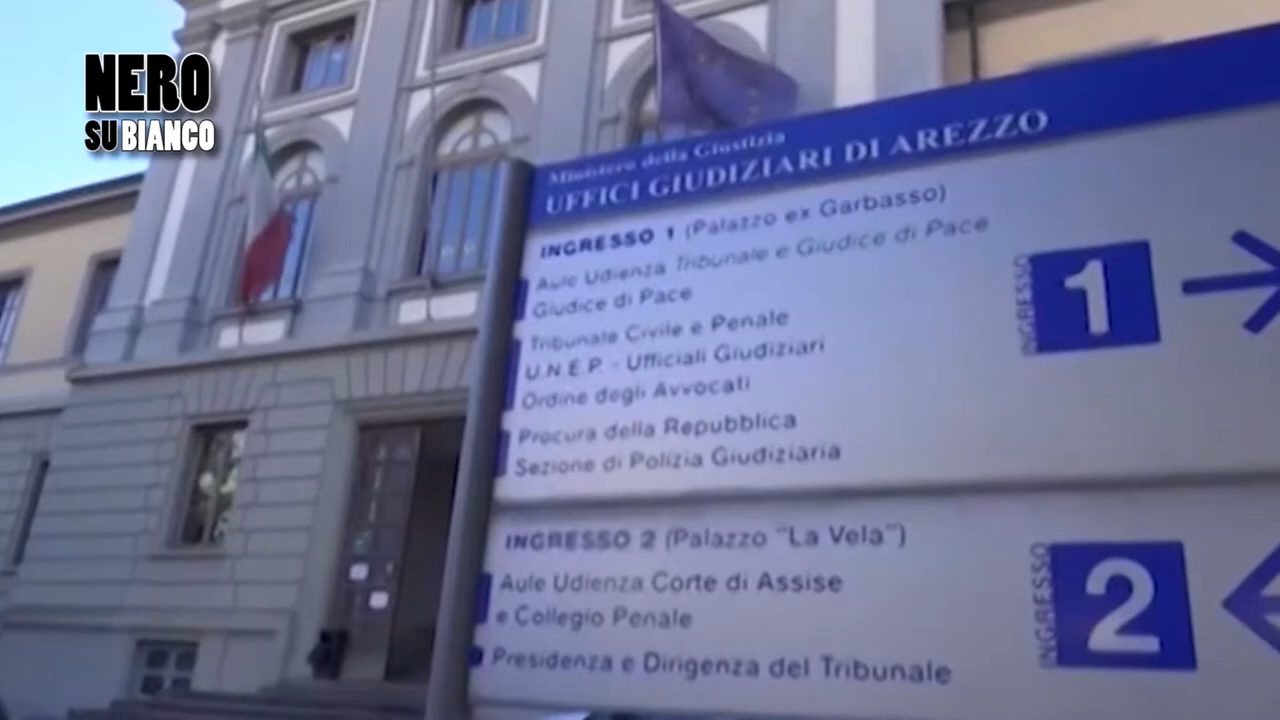 NERO
SU BIANCO
Ministero della Giustizia
UFFICI GIUDIZIARI DI AREZZO
INGRESSO 1 (Palazzo ex Garbasso)
Aule Udienza Tribunale e Giudice di Pace
Giudice di Pace
Tribunale Civile e Penale
U.N.E.P. - Ufficiali Giudiziari
Ordine degli Avvocati
Procura della Repubblica
Sezione di Polizia Giudiziaria
INGRESSO 1
INGRESSO 2 (Palazzo "La Vela")
Aule Udienza Corte di Assise
e Collegio Penale
Presidenza e Dirigenza del Tribunale
INGRESSO 2